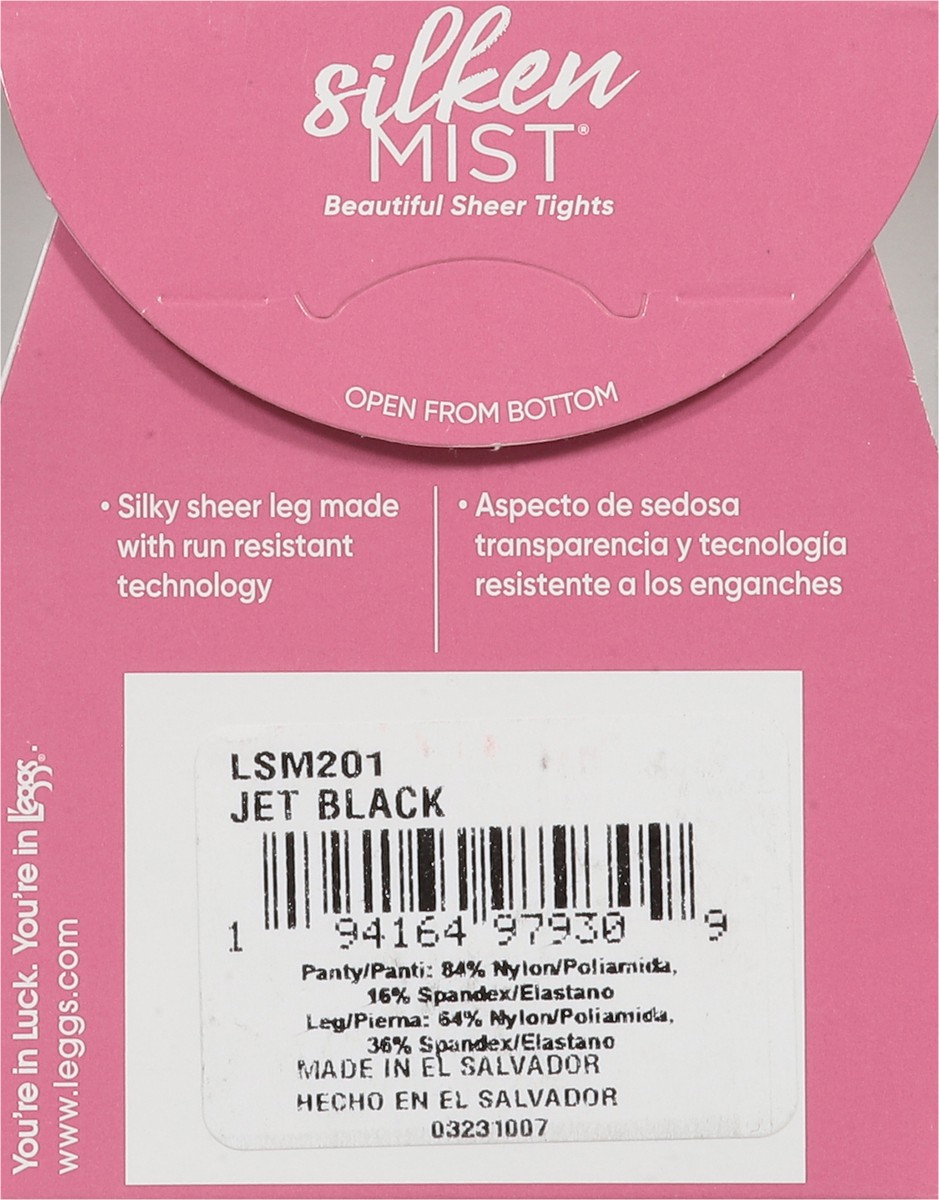 silken
MIST®
Beautiful Sheer Tights
OPEN FROM BOTTOM
• Silky sheer leg made
with run resistant
technology
• Aspecto de sedosa
transparencia y tecnología
resistente a los enganches
You're in Luck. You're in L'eggs®.
www.leggs.com
LSM201
JET BLACK
1 94164 97930 9
Panty/Panti: 84% Nylon/Poliamida,
16% Spandex/Elastano
Leg/Pierna: 64% Nylon/Poliamida,
36% Spandex/Elastano
MADE IN EL SALVADOR
HECHO EN EL SALVADOR
03231007